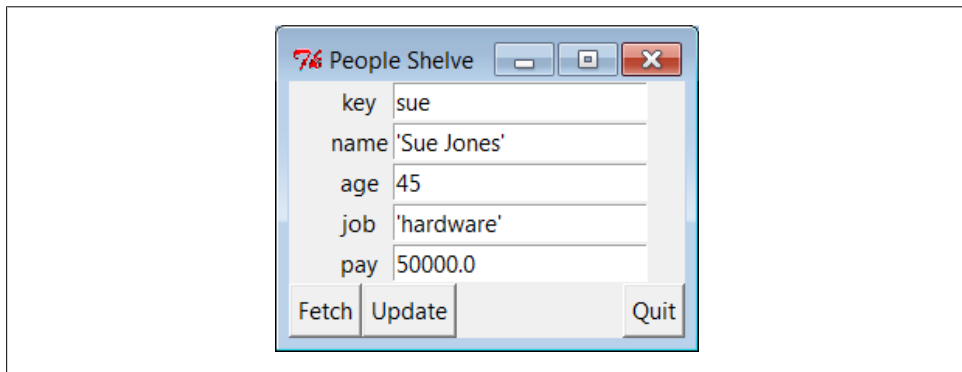 People Shelve
key sue
name 'Sue Jones'
age 45
job 'hardware'
pay 50000.0
Fetch Update Quit